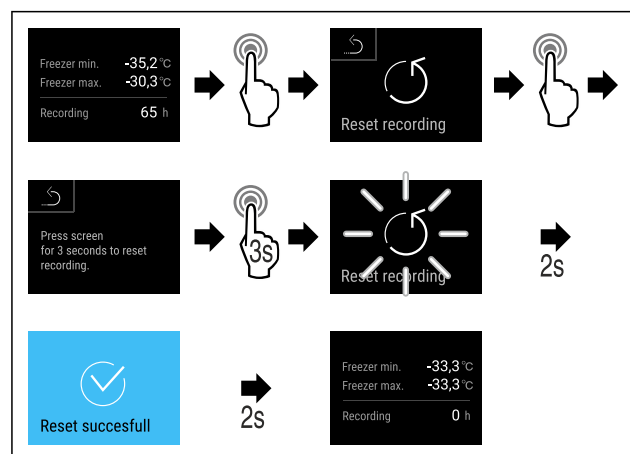 Freezer min. -35,2 °C
Freezer max. -30,3 °C
Recording 65 h
Reset recording
Press screen
for 3 seconds to reset
recording.
3s
Reset recording
2s
Reset succesfull
2s
Freezer min. -33,3 °C
Freezer max. -33,3 °C
Recording 0 h